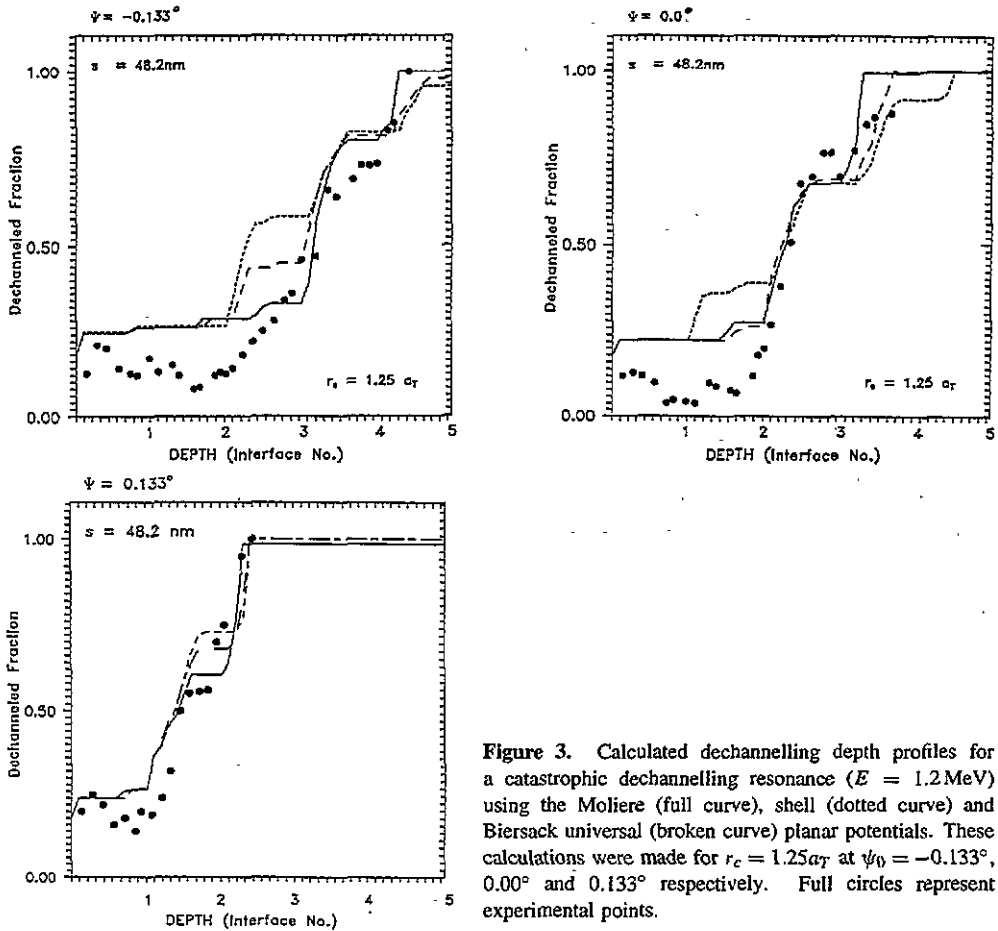 Ψ = -0.133°
s = 48.2nm
1.00
0.50
0.00
Dechanneled Fraction
r_c = 1.25 a_T
1 2 3 4 5
DEPTH (Interface No.)
Ψ = 0.0°
s = 48.2nm
1.00
0.50
0.00
Dechanneled Fraction
r_c = 1.25 a_T
1 2 3 4 5
DEPTH (Interface No.)
Ψ = 0.133°
s = 48.2 nm
1.00
0.50
0.00
Dechanneled Fraction
1 2 3 4 5
DEPTH (Interface No.)
Figure 3. Calculated dechannelling depth profiles for
a catastrophic dechannelling resonance (E = 1.2 MeV)
using the Moliere (full curve), shell (dotted curve) and
Biersack universal (broken curve) planar potentials. These
calculations were made for r_c = 1.25a_T at ψ_0 = −0.133°,
0.00° and 0.133° respectively. Full circles represent
experimental points.